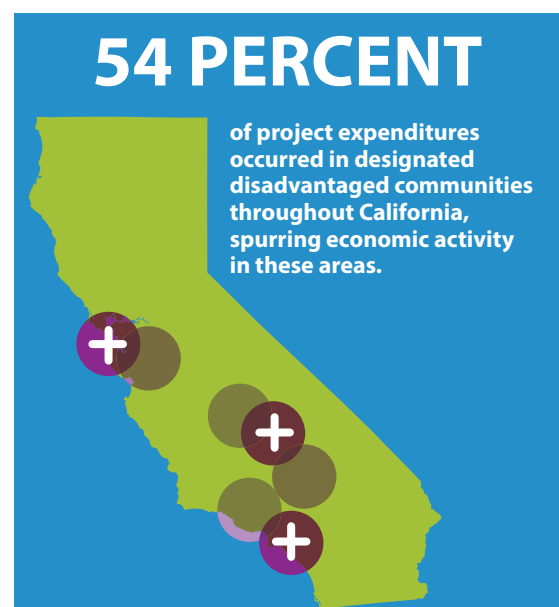 54 PERCENT
of project expenditures
occurred in designated
disadvantaged communities
throughout California,
spurring economic activity
in these areas.